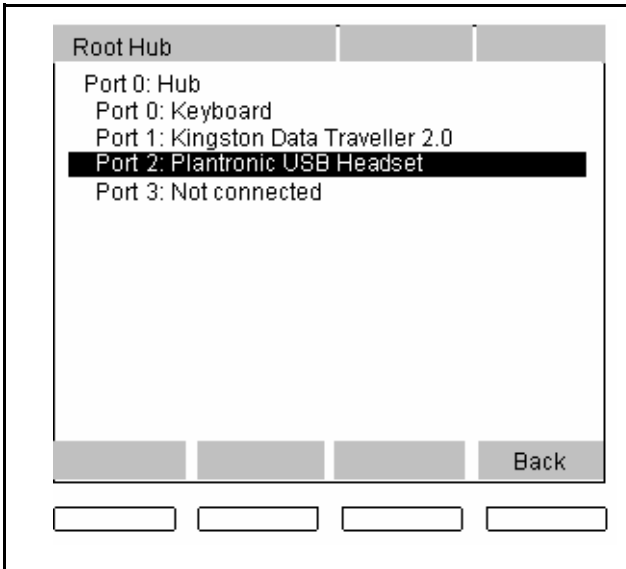 Root Hub
Port 0: Hub
Port 0: Keyboard
Port 1: Kingston Data Traveller 2.0
Port 2: Plantronic USB Headset
Port 3: Not connected
Back